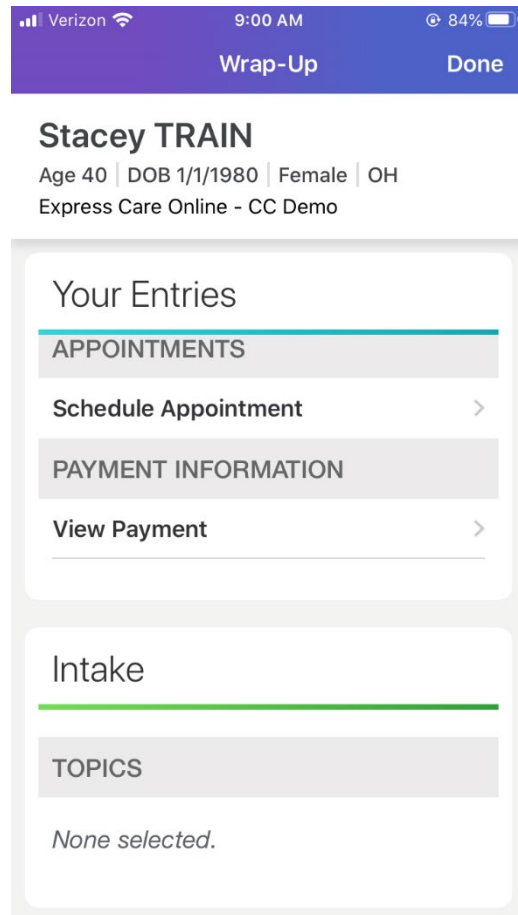 Verizon 9:00 AM 84%
Wrap-Up Done
Stacey TRAIN
Age 40 DOB 1/1/1980 Female OH
Express Care Online - CC Demo
Your Entries
APPOINTMENTS
Schedule Appointment
PAYMENT INFORMATION
View Payment
Intake
TOPICS
None selected.